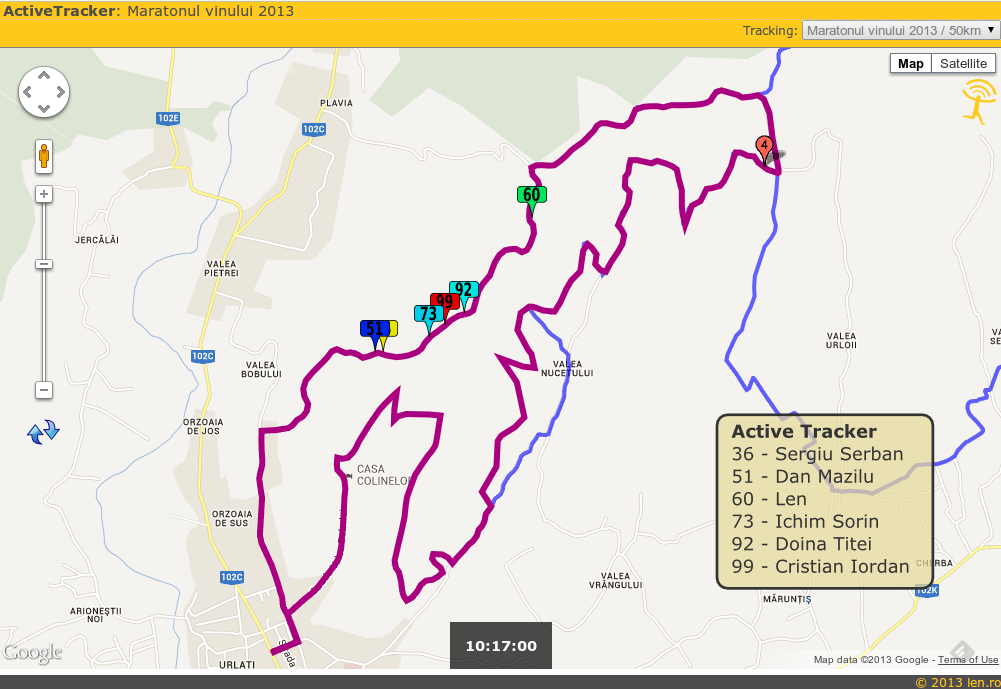 ActiveTracker: Maratonul vinului 2013
Tracking: Maratonul vinului 2013 / 50km
Map Satellite
PLAVIA
102E
102C
4
60
JERCĂLĂI
VALEA
PIETREI
92
99
73
51
102C
VALEA
BOBULUI
VALEA
NUCETULUI
VALEA
URLOII
ORZOAIA
DE JOS
CASA
COLINELOR
ORZOAIA
DE SUS
Active Tracker
36 - Sergiu Serban
51 - Dan Mazilu
60 - Len
73 - Ichim Sorin
92 - Doina Titei
99 - Cristian Iordan
102C
VALEA
VRÂNGULUI
CHERBA
102K
MĂRUNȚIȘ
ARIONEȘTII
NOI
10:17:00
Google
URLATI
Map data ©2013 Google - Terms of Use
© 2013 len.ro